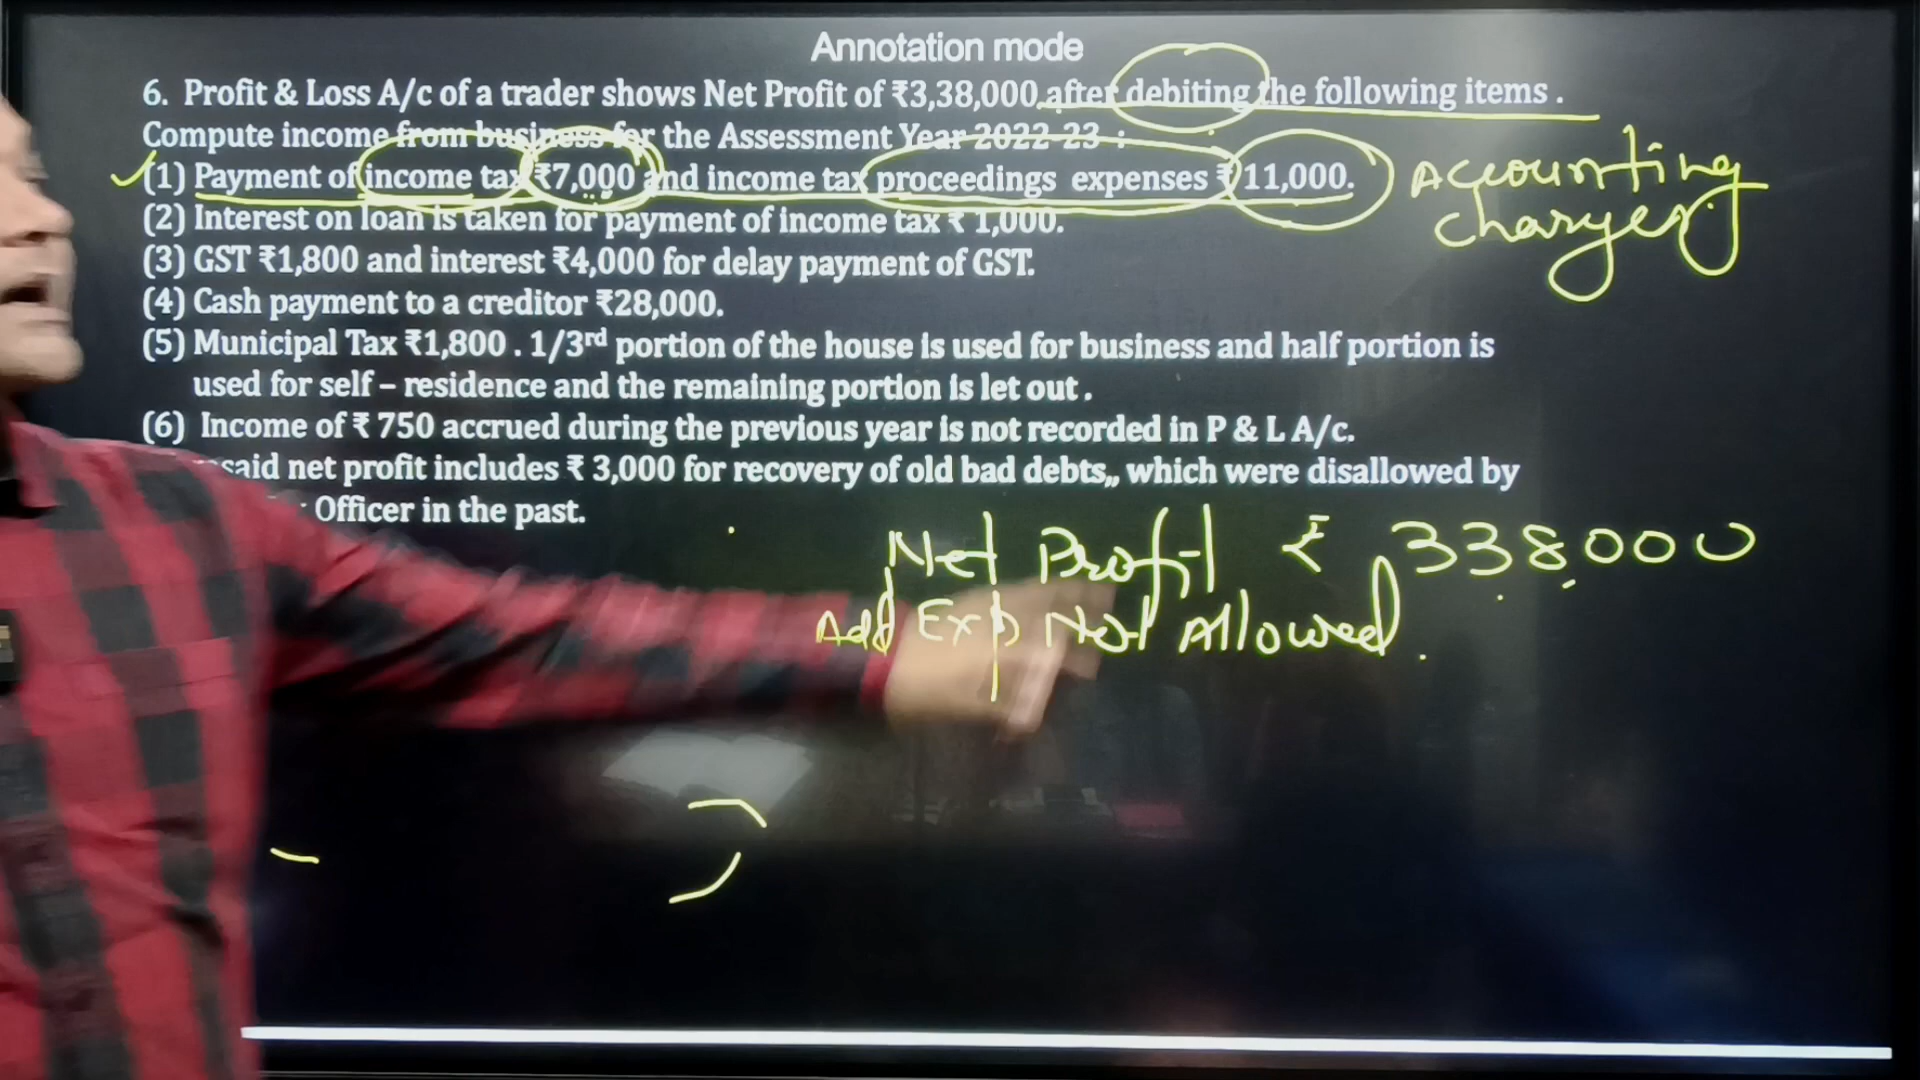 Annotation mode
6. Profit & Loss A/c of a trader shows Net Profit of ₹3,38,000 after debiting the following items .
Compute income from business for the Assessment Year 2022-23 :
(1) Payment of income tax ₹7,000 and income tax proceedings expenses ₹ 11,000.
Accounting
charges
(2) Interest on loan is taken for payment of income tax ₹ 1,000.
(3) GST ₹1,800 and interest ₹4,000 for delay payment of GST.
(4) Cash payment to a creditor ₹28,000.
(5) Municipal Tax ₹1,800 . 1/3rd portion of the house is used for business and half portion is
used for self – residence and the remaining portion is let out .
(6) Income of ₹ 750 accrued during the previous year is not recorded in P & L A/c.
said net profit includes ₹ 3,000 for recovery of old bad debts,, which were disallowed by
Officer in the past.
Net Profit ₹ 338000
Add Exp Not Allowed